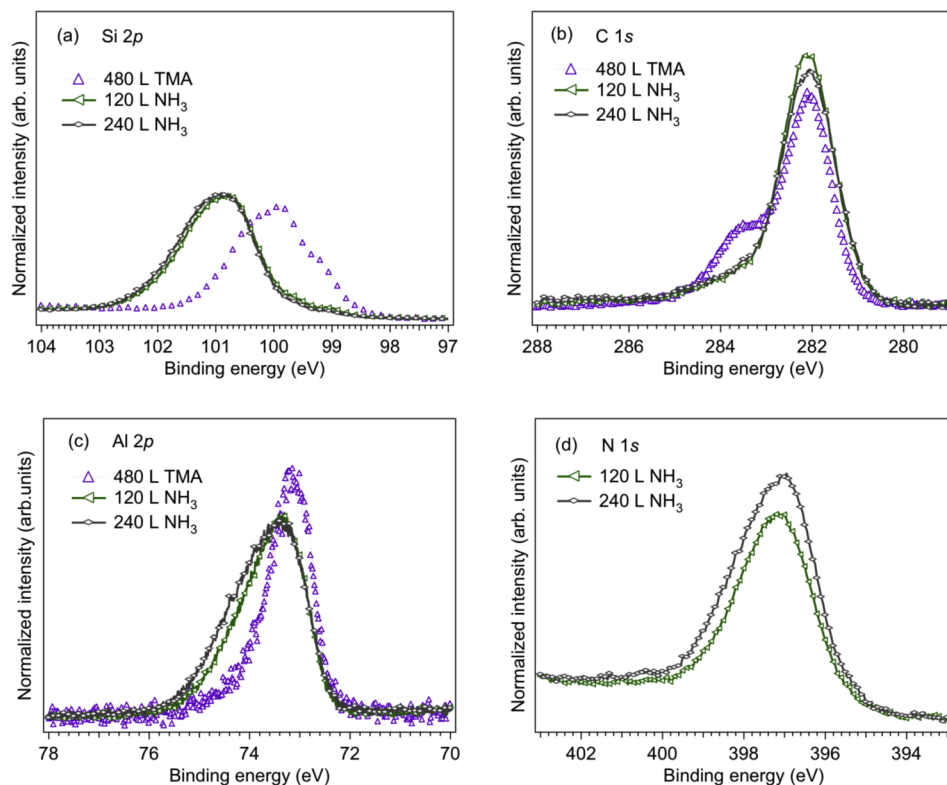 (a) Si 2p
480 L TMA
120 L NH3
240 L NH3
Normalized intensity (arb. units)
104 103 102 101 100 99 98 97
Binding energy (eV)
(b) C 1s
480 L TMA
120 L NH3
240 L NH3
Normalized intensity (arb. units)
288 286 284 282 280
Binding energy (eV)
(c) Al 2p
480 L TMA
120 L NH3
240 L NH3
Normalized intensity (arb.units)
78 76 74 72 70
Binding energy (eV)
(d) N 1s
120 L NH3
240 L NH3
Normalized intensity (arb. units)
402 400 398 396 394
Binding energy (eV)